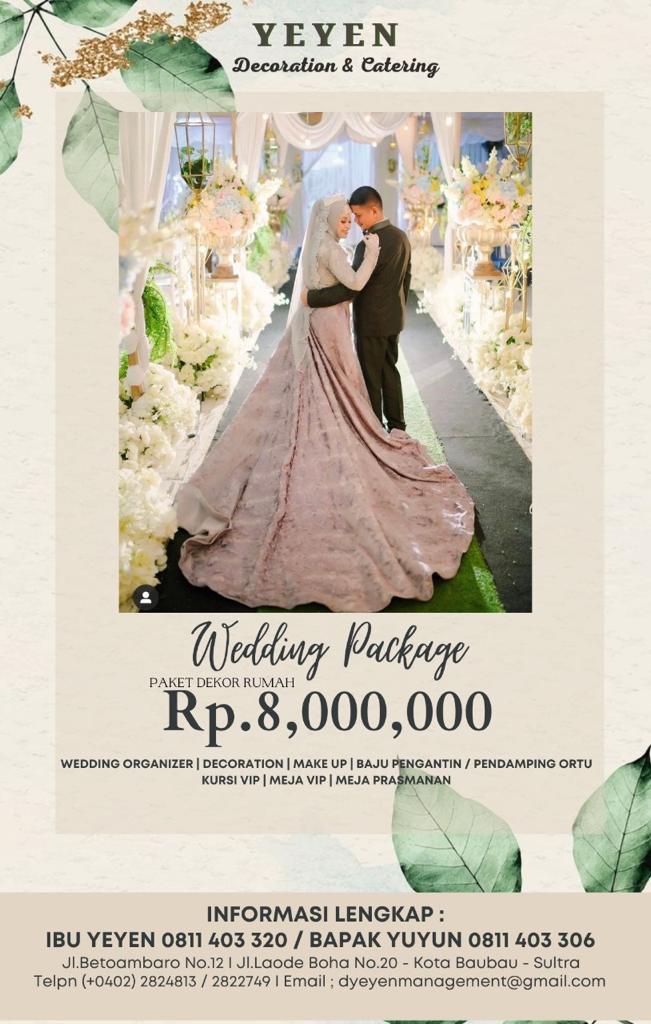 YEYEN
Decoration & Catering
Wedding Package
PAKET DEKOR RUMAH
Rp.8,000,000
WEDDING ORGANIZER | DECORATION | MAKE UP | BAJU PENGANTIN / PENDAMPING ORTU
KURSI VIP | MEJA VIP | MEJA PRASMANAN
INFORMASI LENGKAP :
IBU YEYEN 0811 403 320 / BAPAK YUYUN 0811 403 306
Jl.Betoambaro No.12 | Jl.Laode Boha No.20 - Kota Baubau - Sultra
Telpn (+0402) 2824813 / 2822749 | Email ; dyeyenmanagement@gmail.com